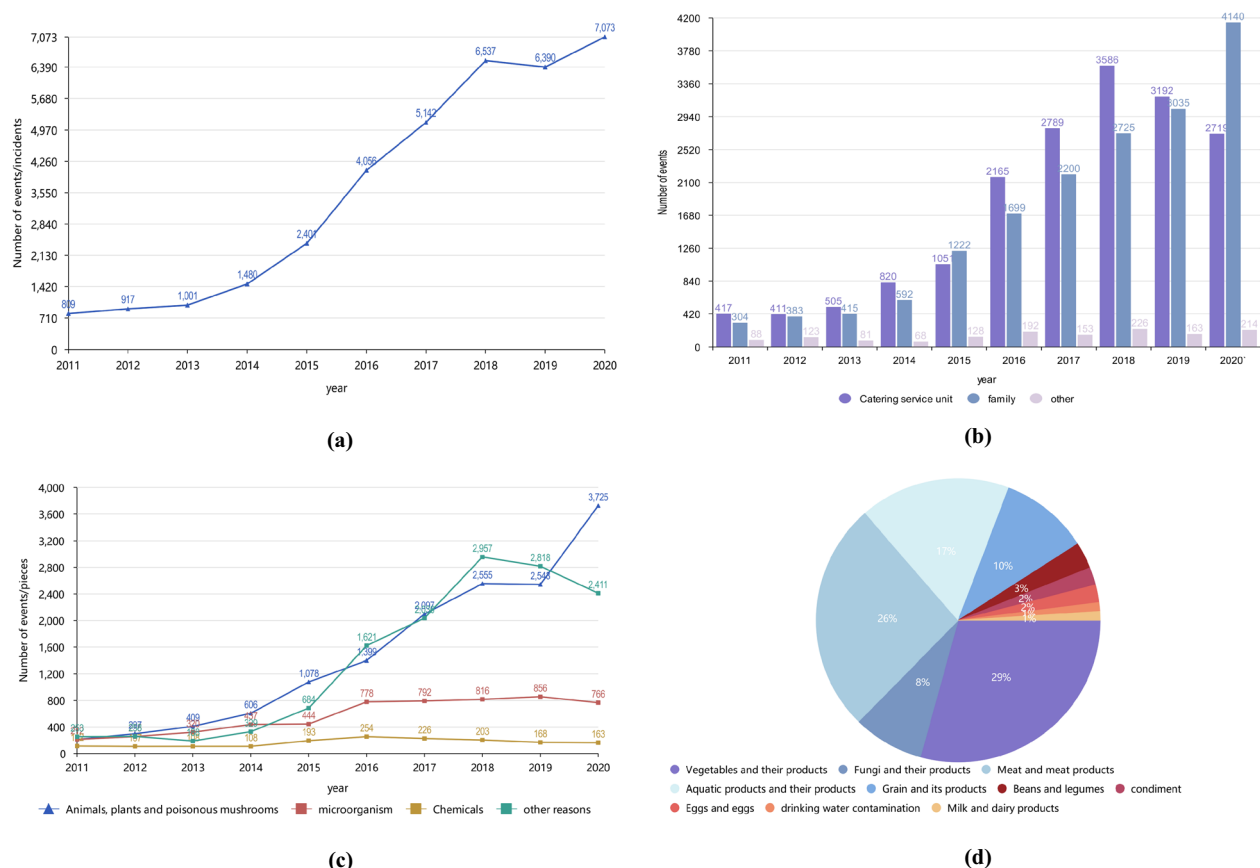 7,073
6,390
5,680
4,970
4,260
3,550
2,840
2,130
1,420
710
0
Number of events/incidents
809
917
1,001
1,480
2,401
4,056
5,142
6,537
6,390
7,073
2011 2012 2013 2014 2015 2016 2017 2018 2019 2020
year
(a)
4200
3780
3360
2940
2520
2100
1680
1260
840
420
0
Number of events
417 304 88
411 383 123
505 415 81
820 592 68
1051 1222 128
2165 1699 192
2789 2200 153
3586 2725 226
3192 3035 163
2719 4140 214
2011 2012 2013 2014 2015 2016 2017 2018 2019 2020
year
Catering service unit family other
(b)
4,000
3,600
3,200
2,800
2,400
2,000
1,600
1,200
800
400
0
Number of events/pieces
409 606 1,078 1,399 2,097 2,555 3,725
444 778 792 816 856 766
108 193 254 226 203 168 163
684 1,621 2,957 2,818 2,411
2011 2012 2013 2014 2015 2016 2017 2018 2019 2020
year
Animals, plants and poisonous mushrooms microorganism Chemicals other reasons
(c)
17%
10%
3%
2%
2%
1%
26%
8%
29%
Vegetables and their products Fungi and their products Meat and meat products
Aquatic products and their products Grain and its products Beans and legumes condiment
Eggs and eggs drinking water contamination Milk and dairy products
(d)